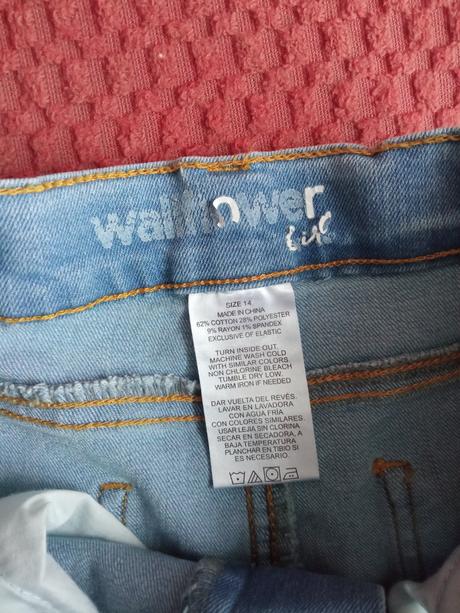 wallflower
SIZE 14
MADE IN CHINA
62% COTTON 28% POLYESTER
9% RAYON 1% SPANDEX
EXCLUSIVE OF ELASTIC
TURN INSIDE OUT.
MACHINE WASH COLD
WITH SIMILAR COLORS.
NON CHLORINE BLEACH
TUMBLE DRY LOW.
WARM IRON IF NEEDED
DAR VUELTA DEL REVÉS.
LAVAR EN LAVADORA
CON AGUA FRÍA
CON COLORES SIMILARES.
USAR LEJIA SIN CLORINA
SECAR EN SECADORA, A
BAJA TEMPERATURA
PLANCHAR EN TIBIO SI
ES NECESARIO.